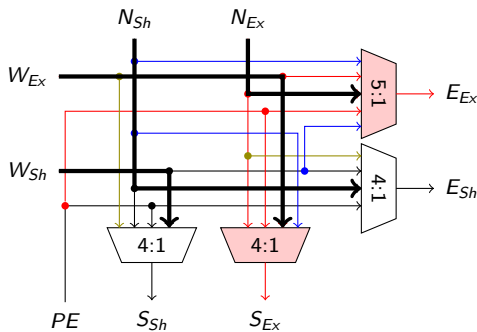 N_Sh N_Ex
W_Ex
5:1
E_Ex
W_Sh
4:1
E_Sh
4:1 4:1
PE S_Sh S_Ex